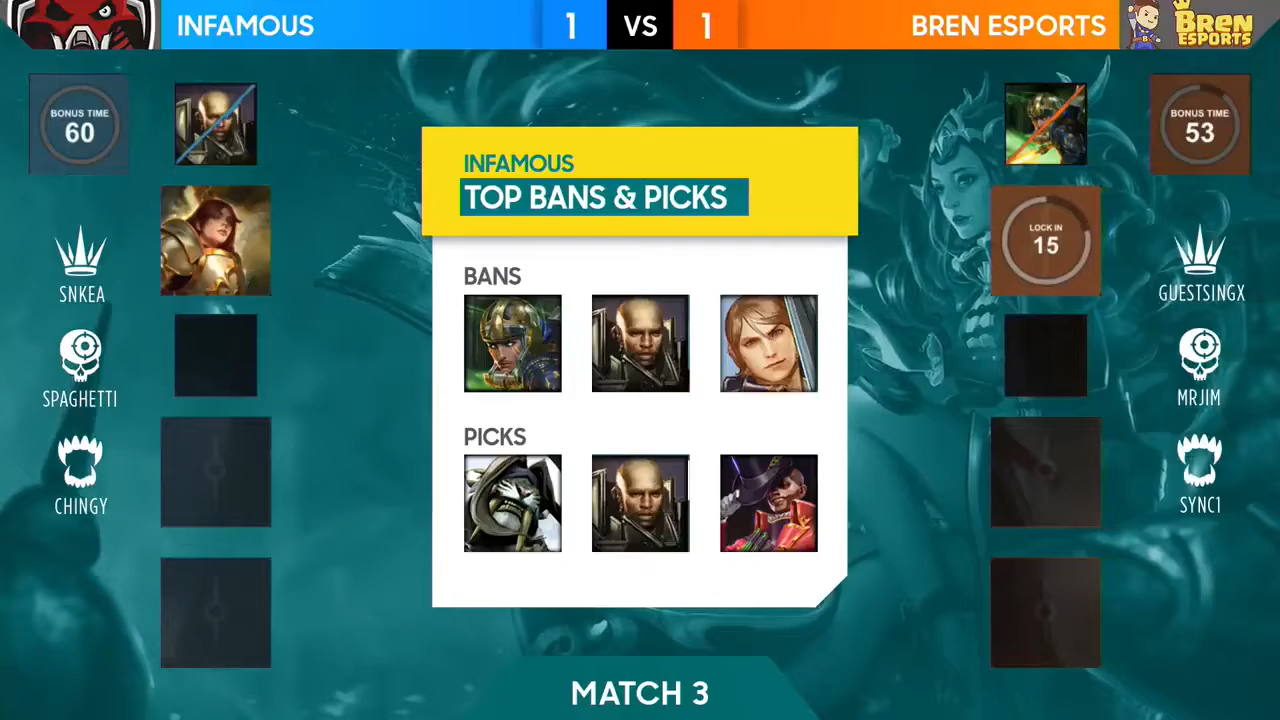 INFAMOUS
1
VS
1
BREN ESPORTS
BREN
ESPORTS
BONUS TIME
60
BONUS TIME
53
INFAMOUS
TOP BANS & PICKS
LOCK IN
15
SNKEA
GUESTSINGX
BANS
SPAGHETTI
MRJIM
PICKS
CHINGY
SYNC1
MATCH 3